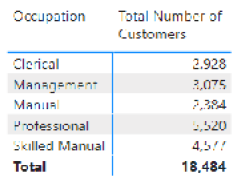 Occupation Total Number of
Customers
Clerical 2,928
Management 3,075
Manual 2,384
Professional 5,520
Skilled Manual 4,577
Total 18,484